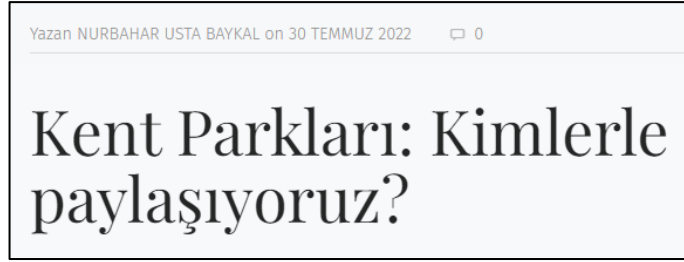 Yazan NURBAHAR USTA BAYKAL on 30 TEMMUZ 2022 0
Kent Parkları: Kimlerle
paylaşıyoruz?